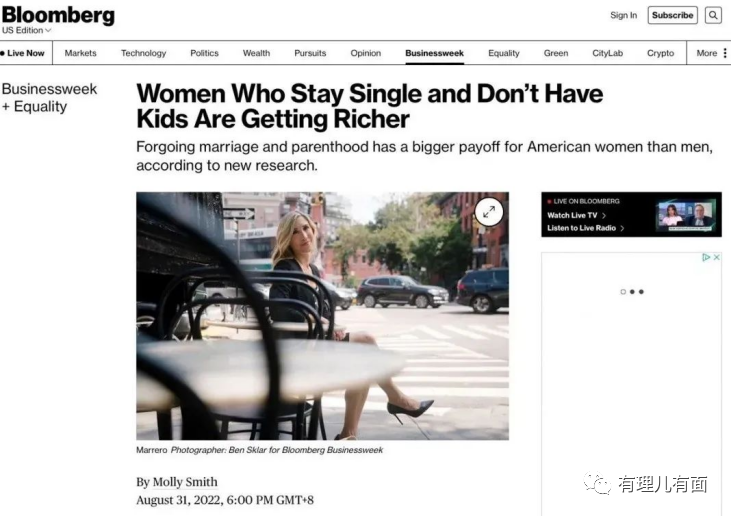 Bloomberg
US Edition
Sign In
Subscribe
Live Now Markets Technology Politics Wealth Pursuits Opinion Businessweek Equality Green CityLab Crypto More
Businessweek
+ Equality
Women Who Stay Single and Don't Have
Kids Are Getting Richer
Forgoing marriage and parenthood has a bigger payoff for American women than men,
according to new research.
LIVE ON BLOOMBERG
Watch Live TV
Listen to Live Radio
Marrero Photographer: Ben Sklar for Bloomberg Businessweek
By Molly Smith
August 31, 2022, 6:00 PM GMT+8
有理儿有面